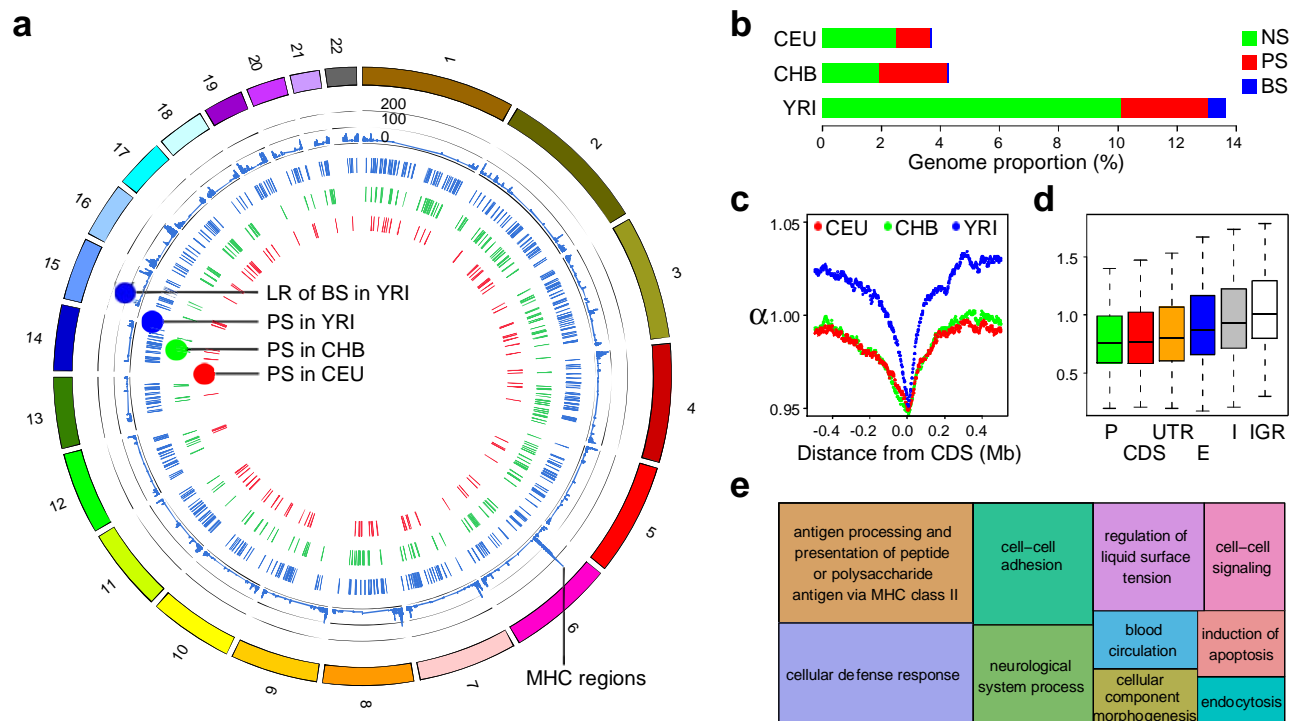 a
1
2
3
4
5
6
7
8
9
10
11
12
13
14
15
16
17
18
19
20
21
22
200
100
0
LR of BS in YRI
PS in YRI
PS in CHB
PS in CEU
MHC regions
b
CEU
CHB
YRI
NS
PS
BS
0 2 4 6 8 10 12 14
Genome proportion (%)
c
CEU CHB YRI
1.05
1.00
0.95
α
-0.4 -0.2 0.0 0.2 0.4
Distance from CDS (Mb)
d
1.5
1.0
0.5
P UTR I IGR
CDS E
e
antigen processing and
presentation of peptide
or polysaccharide
antigen via MHC class II
cellular defense response
cell−cell
adhesion
neurological
system process
regulation of
liquid surface
tension
cell−cell
signaling
blood
circulation
induction of
apoptosis
cellular
component
morphogenesis
endocytosis